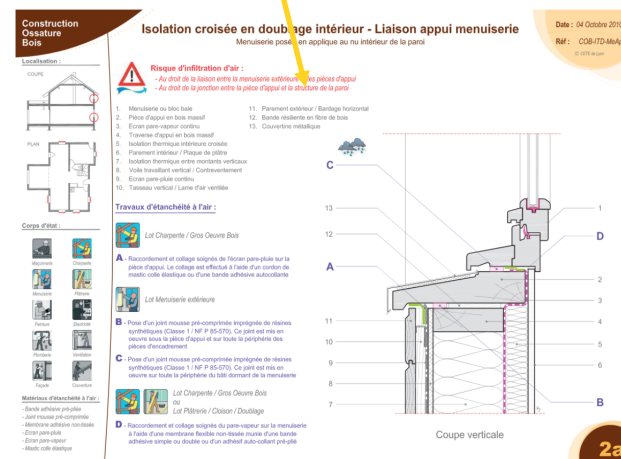 Construction
Ossature
Bois
Isolation croisée en doublage intérieur - Liaison appui menuiserie
Menuiserie posée en applique au nu intérieur de la paroi
Date : 04 Octobre 2010
Réf : COB-ITD-MeAp
Localisation :
COUPE
PLAN
Risque d'infiltration d'air :
- Au droit de la liaison entre la menuiserie extérieure les pièces d'appui
- Au droit de la jonction entre la pièce d'appui et la structure de la paroi
1. Menuiserie ou bloc baie
2. Pièce d'appui en bois massif
3. Ecran pare-vapeur continu
4. Traverse d'appui en bois massif
5. Isolation thermique intérieure croisée
6. Parement intérieur / Plaque de plâtre
7. Isolation thermique entre montants verticaux
8. Voile travaillant vertical / Contreventement
9. Ecran pare-pluie continu
10. Tasseau vertical / Lame d'air ventilée
11. Parement extérieur / Bardage horizontal
12. Bande résiliente en fibre de bois
13. Couvertine métallique
Travaux d'étanchéité à l'air :
Lot Charpente / Gros Oeuvre Bois
A - Raccordement et collage soignés de l'écran pare-pluie sur la
pièce d'appui. Le collage est effectué à l'aide d'un cordon de
mastic colle élastique ou d'une bande adhésive autocollante
Lot Menuiserie extérieure
B - Pose d'un joint mousse pré-comprimée imprégnée de résines
synthétiques (Classe 1 / NF P 85-570). Ce joint est mis en
oeuvre sous la pièce d'appui et sur toute la périphérie des
pièces d'encadrement
C - Pose d'un joint mousse pré-comprimée imprégnée de résines
synthétiques (Classe 1 / NF P 85-570). Ce joint est mis en
oeuvre sur toute la périphérie du bâti dormant de la menuiserie
Lot Charpente / Gros Oeuvre Bois
ou
Lot Plâtrerie / Cloison / Doublage
D - Raccordement et collage soignés du pare-vapeur sur la menuiserie
à l'aide d'une membrane flexible non-tissée munie d'une bande
adhésive simple ou double ou d'un adhésif auto-collant pré-plié
Corps d'état :
Maçonnerie
Charpente
Menuiserie
Plâtrerie
Peinture
Electricité
Plomberie
Ventilation
Façade
Couverture
Matériaux d'étanchéité à l'air :
- Bande adhésive pré-pliée
- Joint mousse pré-comprimée
- Membrane adhésive non-tissée
- Ecran pare-pluie
- Ecran pare-vapeur
- Mastic colle élastique
C
13
12
A
11
10
9
8
7
1
D
2
3
4
5
6
B
Coupe verticale
2a